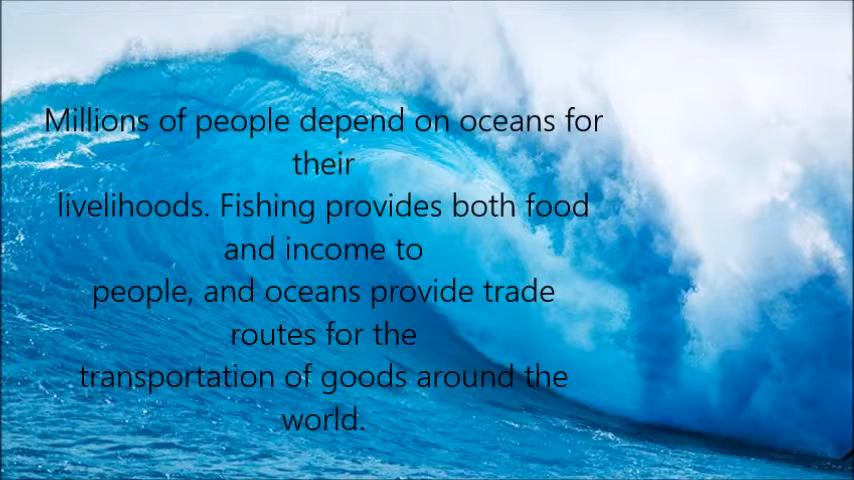 Millions of people depend on oceans for
their
livelihoods. Fishing provides both food
and income to
people, and oceans provide trade
routes for the
transportation of goods around the
world.